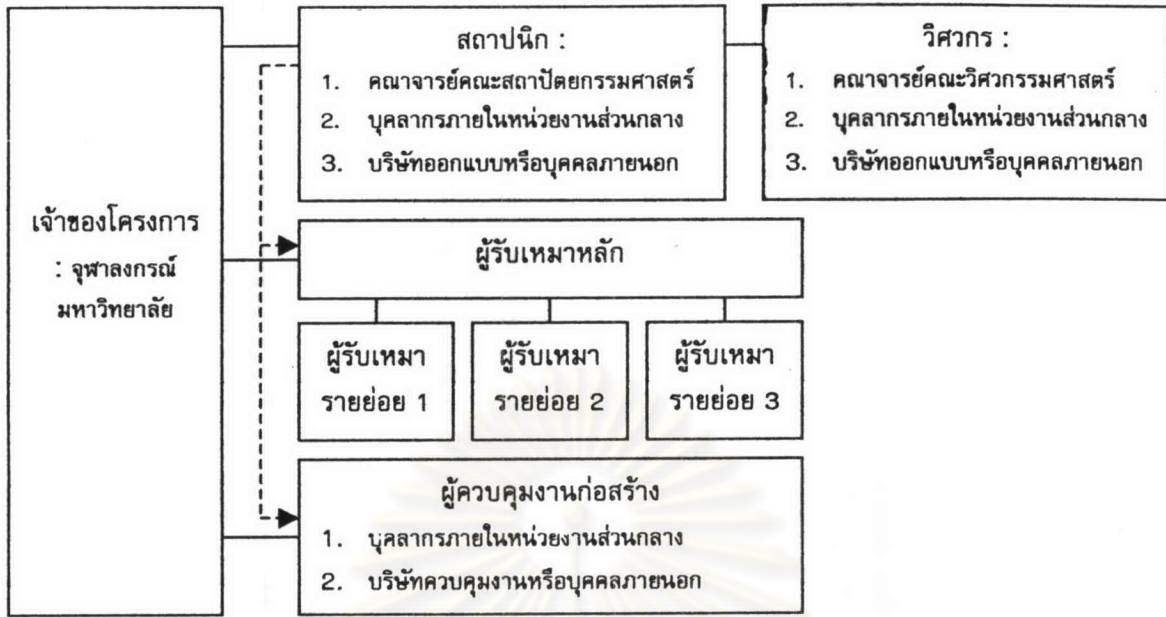 สถาปนิก :
1. คณาจารย์คณะสถาปัตยกรรมศาสตร์
2. บุคลากรภายในหน่วยงานส่วนกลาง
3. บริษัทออกแบบหรือบุคคลภายนอก
วิศวกร :
1. คณาจารย์คณะวิศวกรรมศาสตร์
2. บุคลากรภายในหน่วยงานส่วนกลาง
3. บริษัทออกแบบหรือบุคคลภายนอก
เจ้าของโครงการ
: จุฬาลงกรณ์
มหาวิทยาลัย
ผู้รับเหมาหลัก
ผู้รับเหมา
รายย่อย 1
ผู้รับเหมา
รายย่อย 2
ผู้รับเหมา
รายย่อย 3
ผู้ควบคุมงานก่อสร้าง
1. บุคลากรภายในหน่วยงานส่วนกลาง
2. บริษัทควบคุมงานหรือบุคคลภายนอก